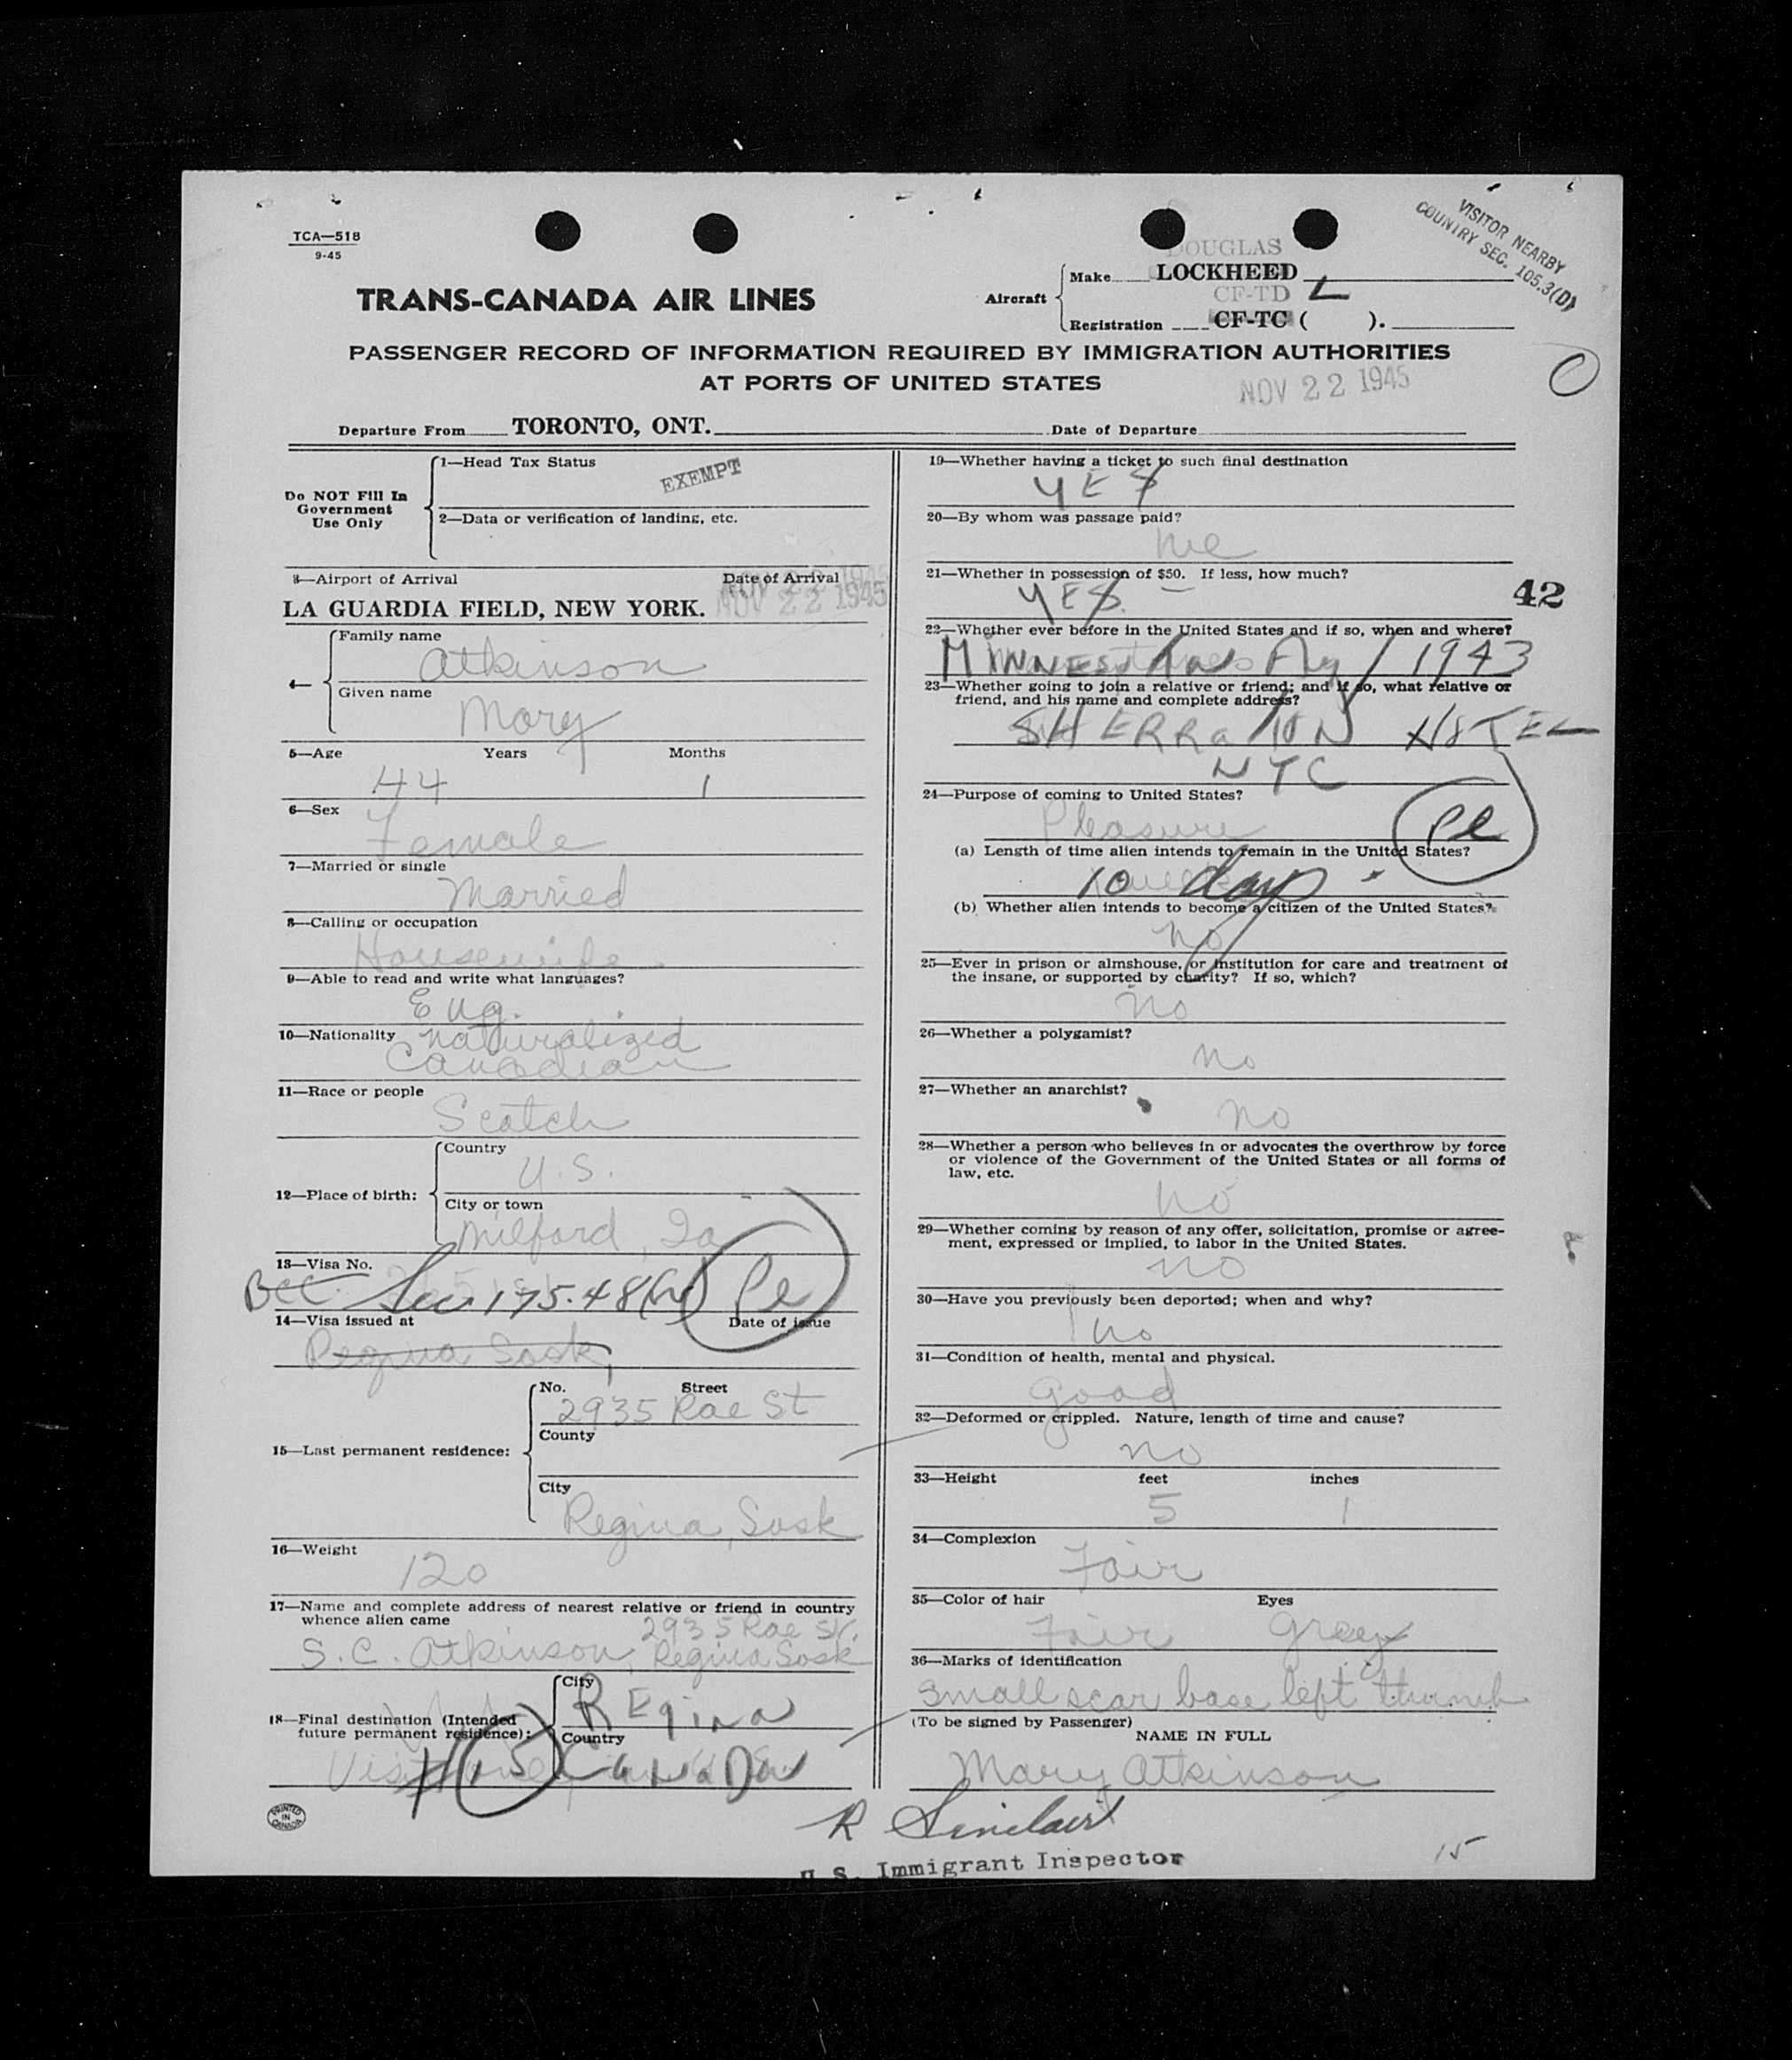 TCA—518
9-45
VISITOR NEARBY
COUNTRY SEC. 105.3(D)
DOUGLAS
Aircraft
Make LOCKHEED
CF-TD L
Registration CF-TC ( ).
TRANS-CANADA AIR LINES
PASSENGER RECORD OF INFORMATION REQUIRED BY IMMIGRATION AUTHORITIES
AT PORTS OF UNITED STATES
NOV 22 1945
Departure From TORONTO, ONT. Date of Departure
Do NOT Fill In
Government
Use Only
1—Head Tax Status
EXEMPT
2—Data or verification of landing, etc.
3—Airport of Arrival Date of Arrival
LA GUARDIA FIELD, NEW YORK. NOV 22 1945
4—
Family name
Atkinson
Given name
Mary
5—Age Years Months
44 1
6—Sex
Female
7—Married or single
Married
8—Calling or occupation
Housewife
9—Able to read and write what languages?
Eng.
10—Nationality naturalized
Canadian
11—Race or people
Scotch
12—Place of birth:
Country
U.S.
City or town
Milford, Ia
13—Visa No.
BCC Sec 175.48(a) Pl
14—Visa issued at Date of issue
Regina Sask,
15—Last permanent residence:
No. Street
2935 Rae St
County
City
Regina, Sask
16—Weight
120
17—Name and complete address of nearest relative or friend in country
whence alien came
2935 Rae St.
S.C. Atkinson, Regina Sask
18—Final destination (Intended
future permanent residence):
City
REgina
Country
CANADA
PRINTED
IN
CANADA
19—Whether having a ticket to such final destination
YES
20—By whom was passage paid?
me
21—Whether in possession of $50. If less, how much?
YES. —
42
22—Whether ever before in the United States and if so, when and where?
MINNESota 1943
23—Whether going to join a relative or friend; and if so, what relative or
friend, and his name and complete address?
SHERRaTON HOTEL
NYC
24—Purpose of coming to United States?
Pleasure Pl
(a) Length of time alien intends to remain in the United States?
10 days
(b) Whether alien intends to become a citizen of the United States?
no
25—Ever in prison or almshouse, or institution for care and treatment of
the insane, or supported by charity? If so, which?
no
26—Whether a polygamist?
no
27—Whether an anarchist?
no
28—Whether a person who believes in or advocates the overthrow by force
or violence of the Government of the United States or all forms of
law, etc.
no
29—Whether coming by reason of any offer, solicitation, promise or agree-
ment, expressed or implied, to labor in the United States.
no
30—Have you previously been deported; when and why?
no
31—Condition of health, mental and physical.
good
32—Deformed or crippled. Nature, length of time and cause?
no
33—Height feet inches
5 1
34—Complexion
Fair
35—Color of hair Eyes
Fair Grey
36—Marks of identification
small scar base left thumb
(To be signed by Passenger)
NAME IN FULL
Mary Atkinson
R Sinclair
U.S. Immigrant Inspector
15